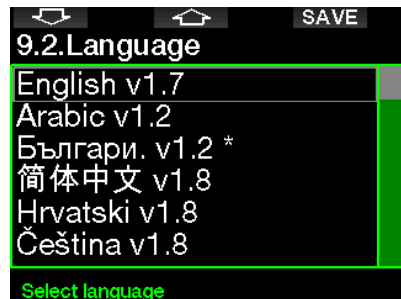 SAVE
9.2.Language
English v1.7
Arabic v1.2
Българи. v1.2 *
简体中文 v1.8
Hrvatski v1.8
Čeština v1.8
Select language